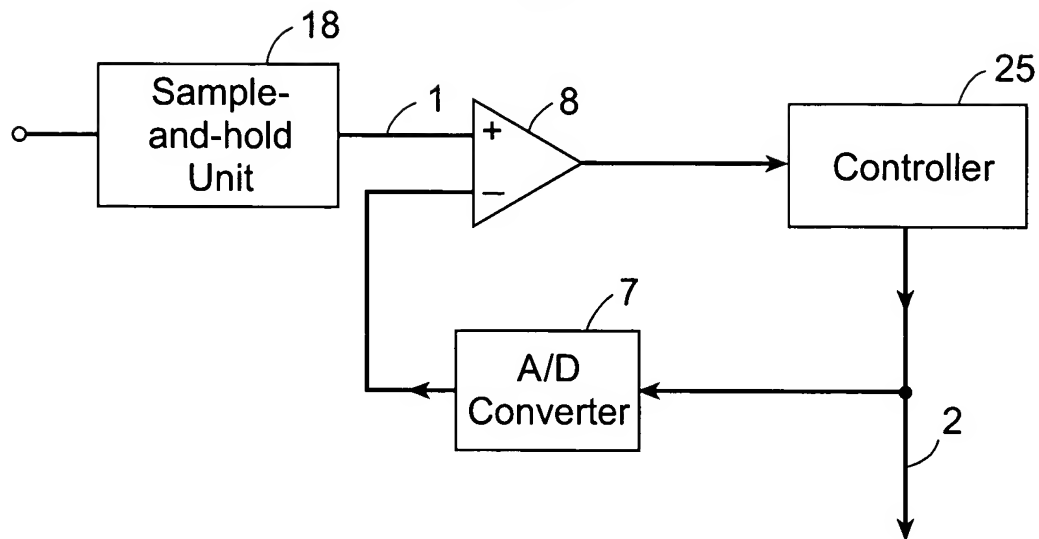 18
Sample-
and-hold
Unit
1
+
−
8
25
Controller
7
A/D
Converter
2